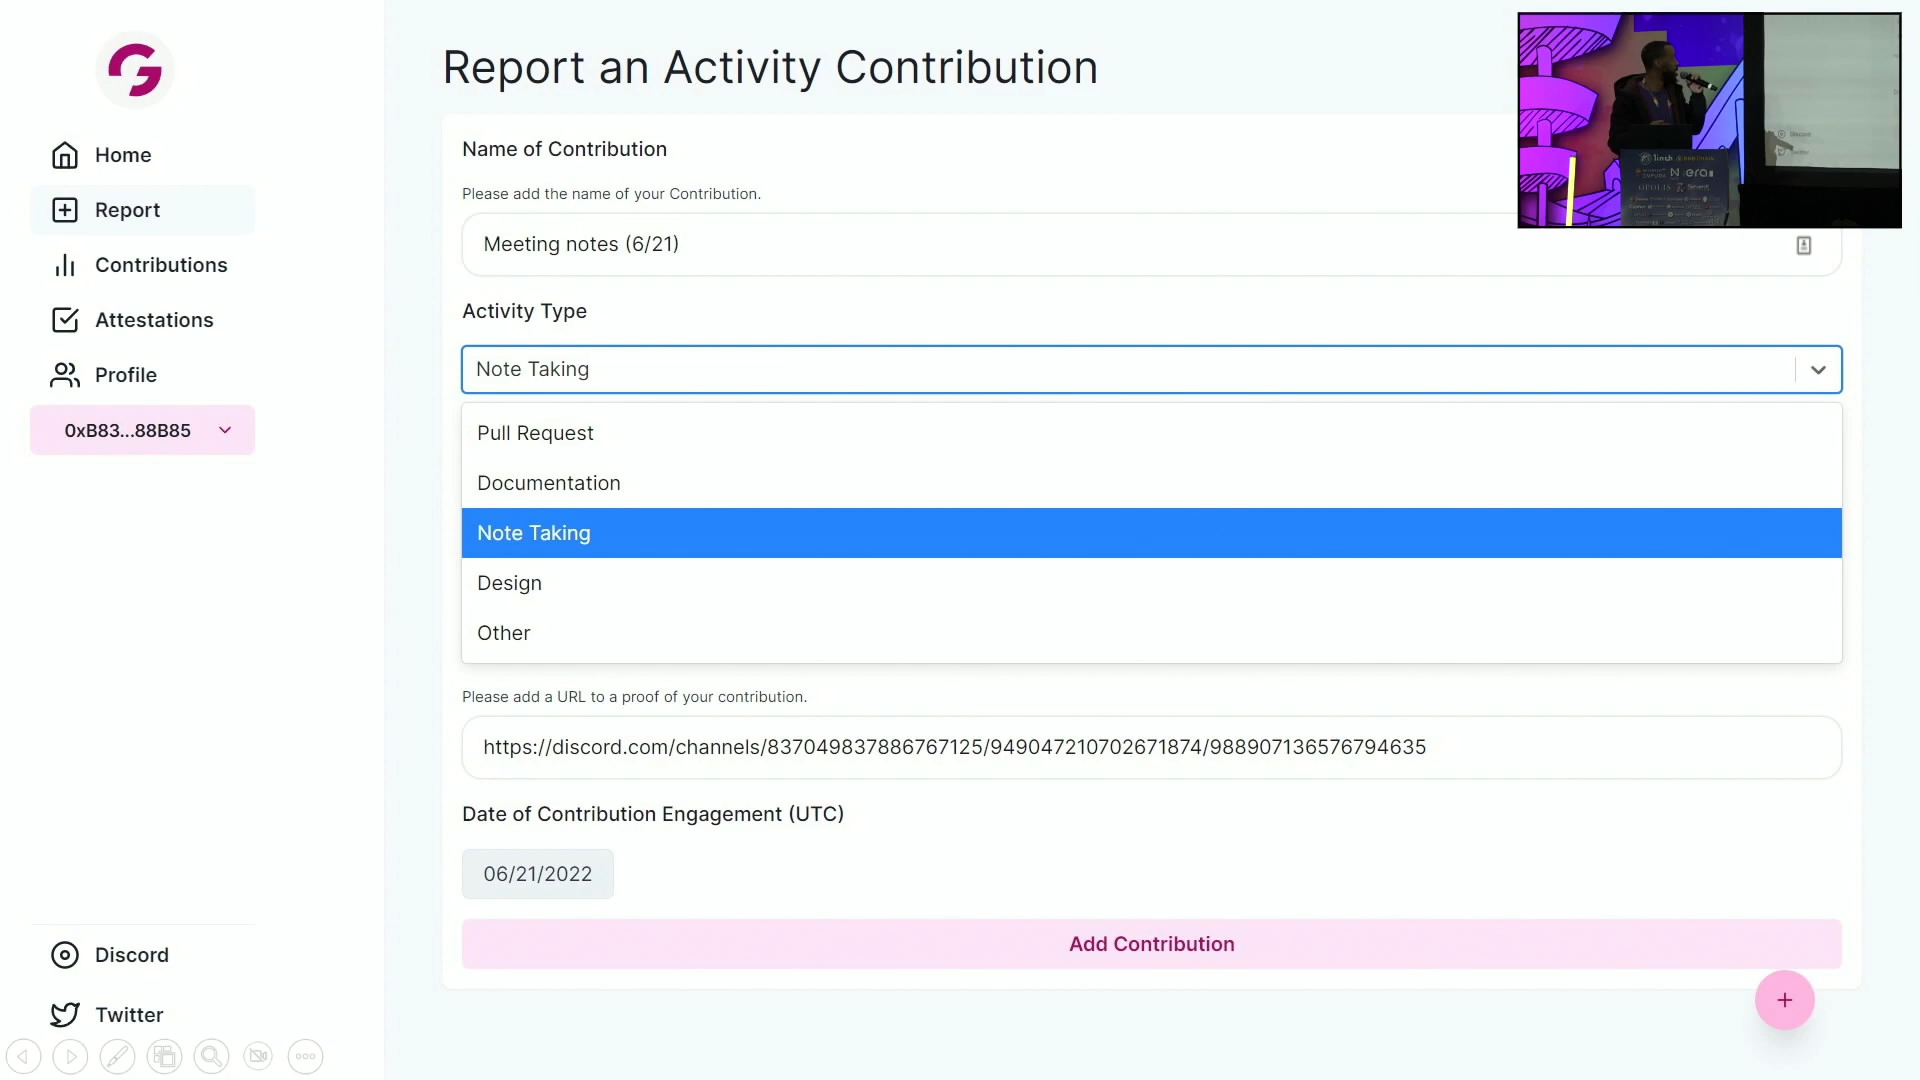 Home
Report
Contributions
Attestations
Profile
0xB83...88B85
Discord
Twitter
Report an Activity Contribution
Name of Contribution
Please add the name of your Contribution.
Meeting notes (6/21)
Activity Type
Note Taking
Pull Request
Documentation
Note Taking
Design
Other
Please add a URL to a proof of your contribution.
https://discord.com/channels/837049837886767125/949047210702671874/988907136576794635
Date of Contribution Engagement (UTC)
06/21/2022
Add Contribution
1inch
OPOLIS